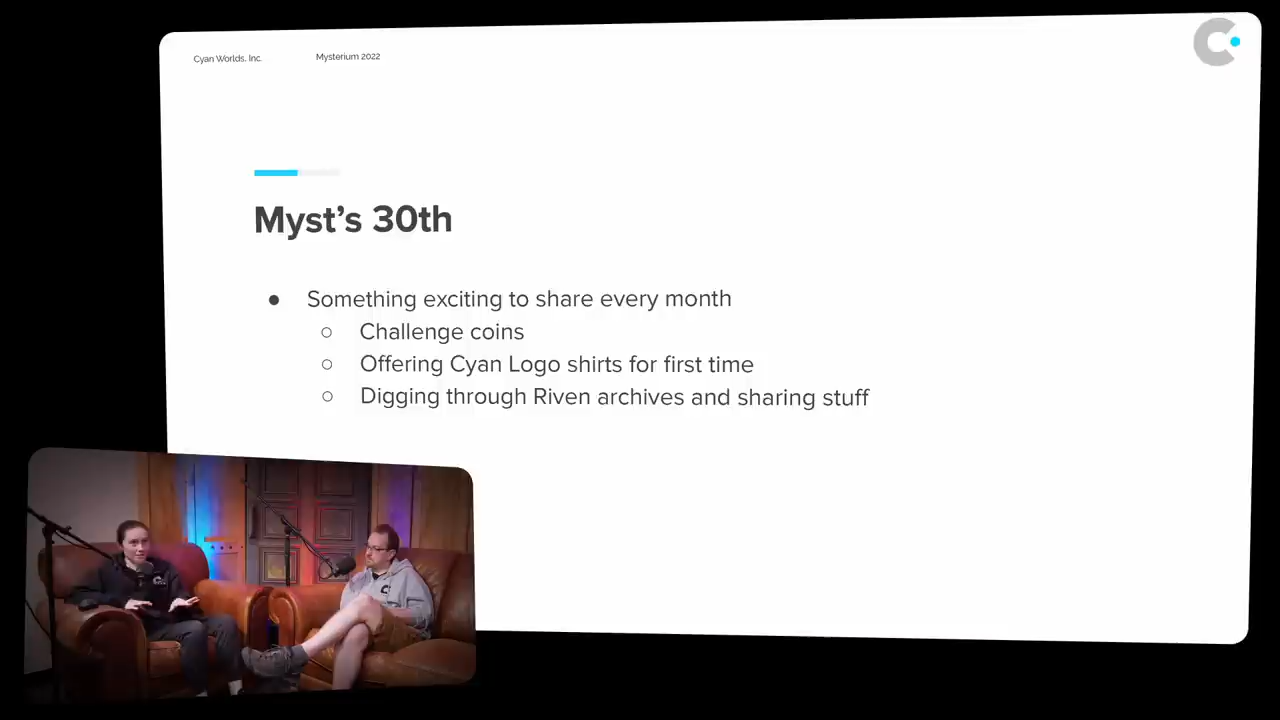 Cyan Worlds, Inc.
Mysterium 2022
Myst's 30th
● Something exciting to share every month
○ Challenge coins
○ Offering Cyan Logo shirts for first time
○ Digging through Riven archives and sharing stuff